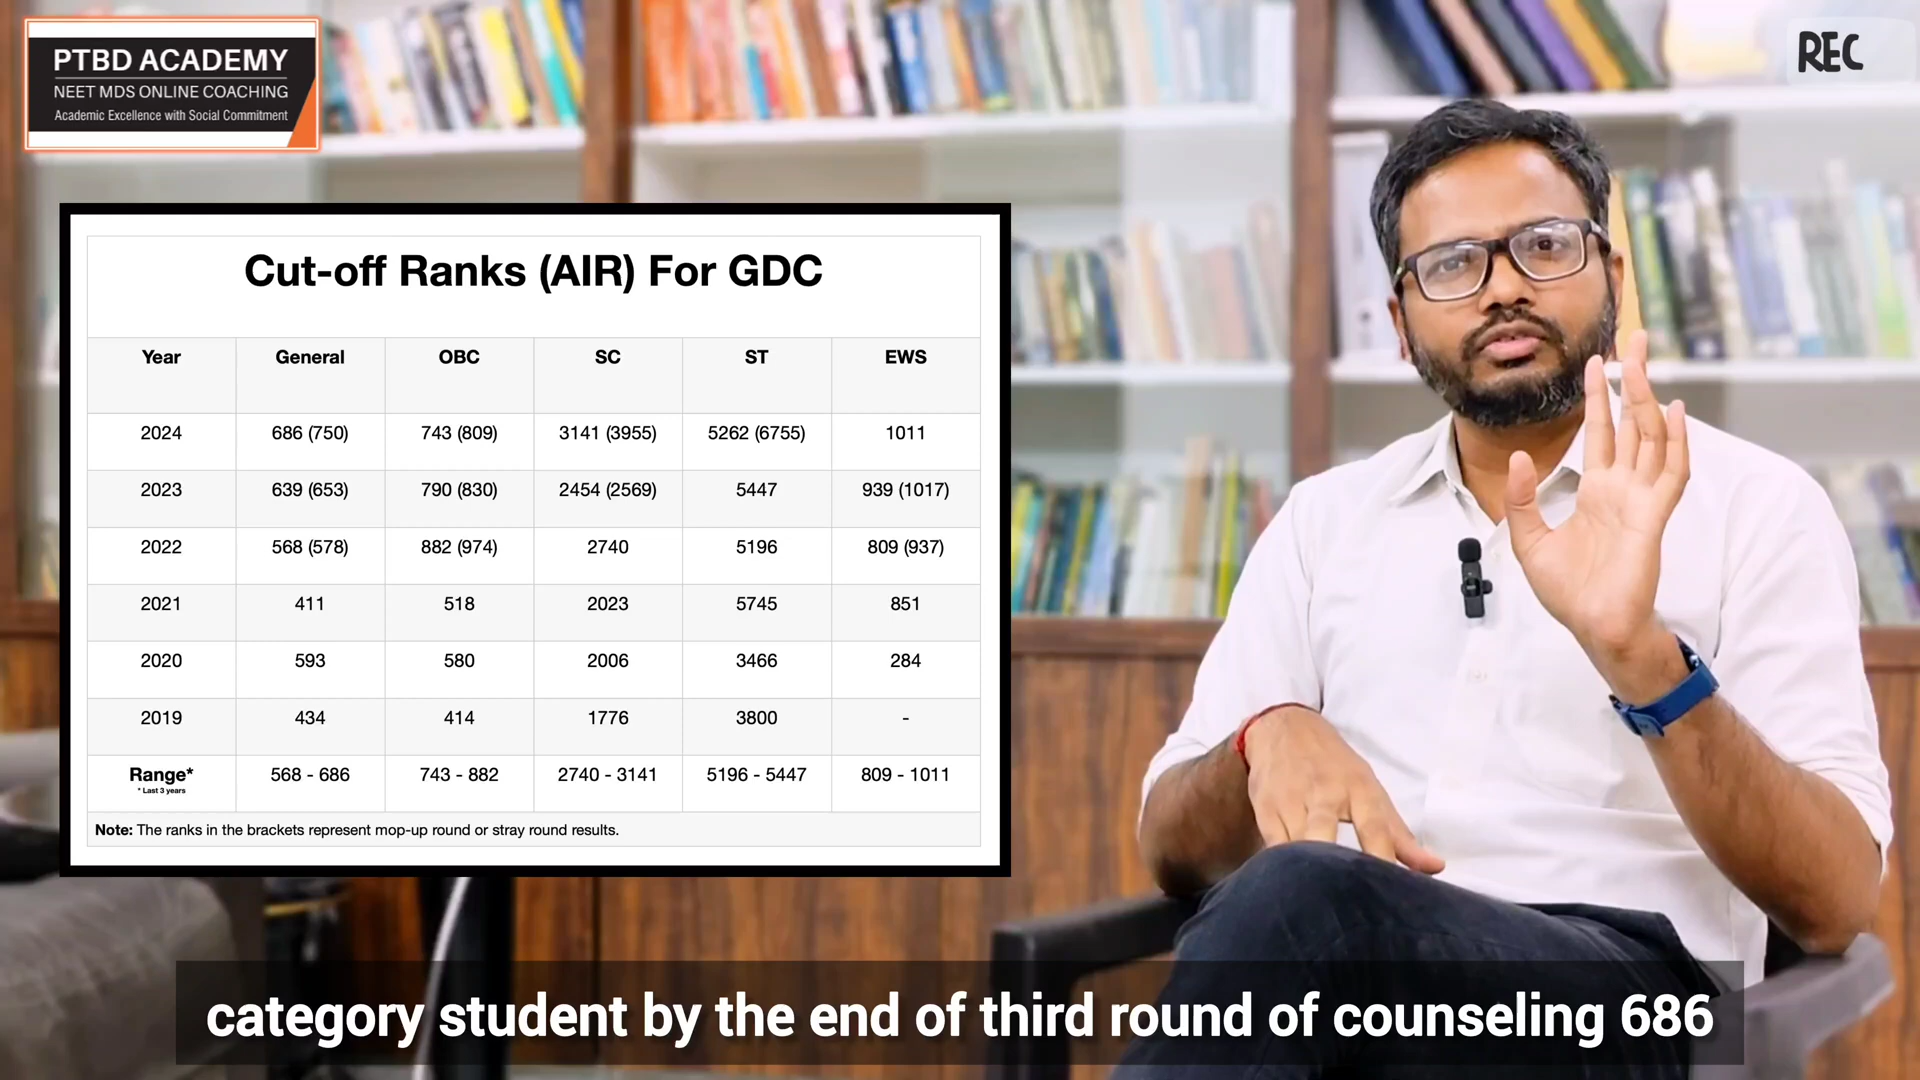 PTBD ACADEMY
NEET MDS ONLINE COACHING
Academic Excellence with Social Commitment
REC
Cut-off Ranks (AIR) For GDC
Year General OBC SC ST EWS
2024 686 (750) 743 (809) 3141 (3955) 5262 (6755) 1011
2023 639 (653) 790 (830) 2454 (2569) 5447 939 (1017)
2022 568 (578) 882 (974) 2740 5196 809 (937)
2021 411 518 2023 5745 851
2020 593 580 2006 3466 284
2019 434 414 1776 3800 -
Range* 568 - 686 743 - 882 2740 - 3141 5196 - 5447 809 - 1011
* Last 3 years
Note: The ranks in the brackets represent mop-up round or stray round results.
category student by the end of third round of counseling 686